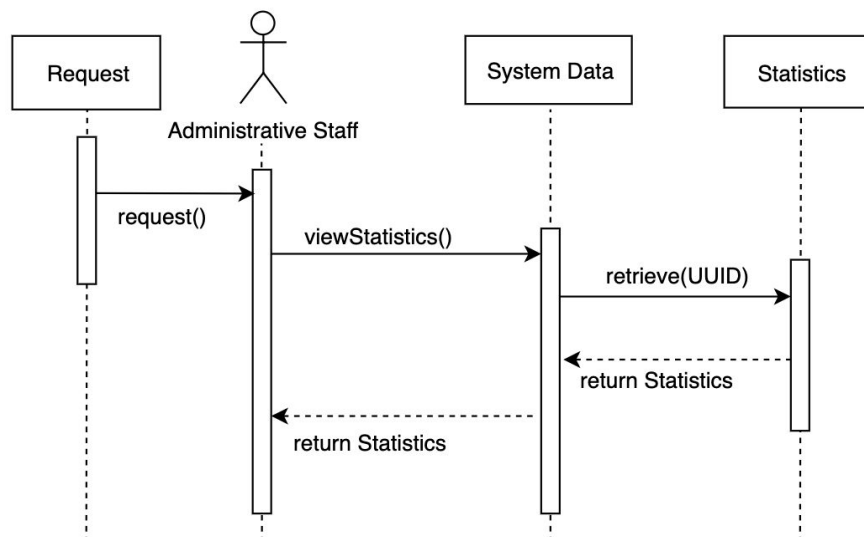 Request
Administrative Staff
System Data
Statistics
request()
viewStatistics()
retrieve(UUID)
return Statistics
return Statistics